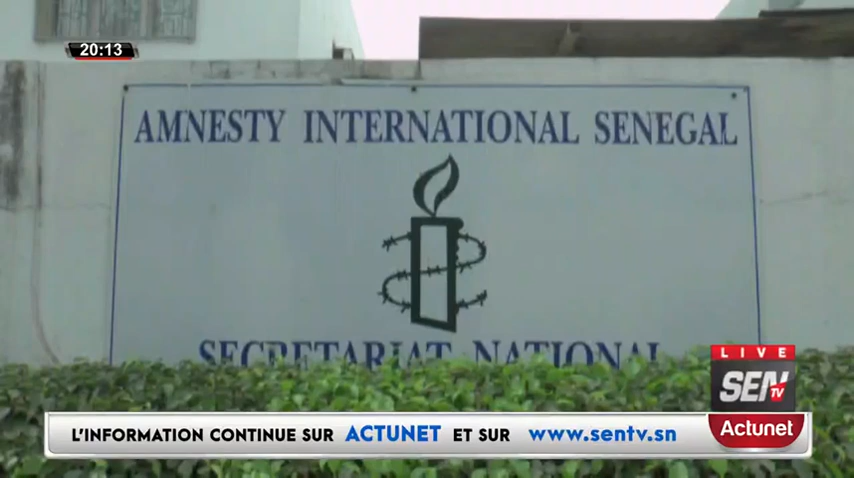 20:13
AMNESTY INTERNATIONAL SENEGAL
SECRETARIAT NATIONAL
LIVE
SEN TV
L'INFORMATION CONTINUE SUR ACTUNET ET SUR www.sentv.sn
Actunet